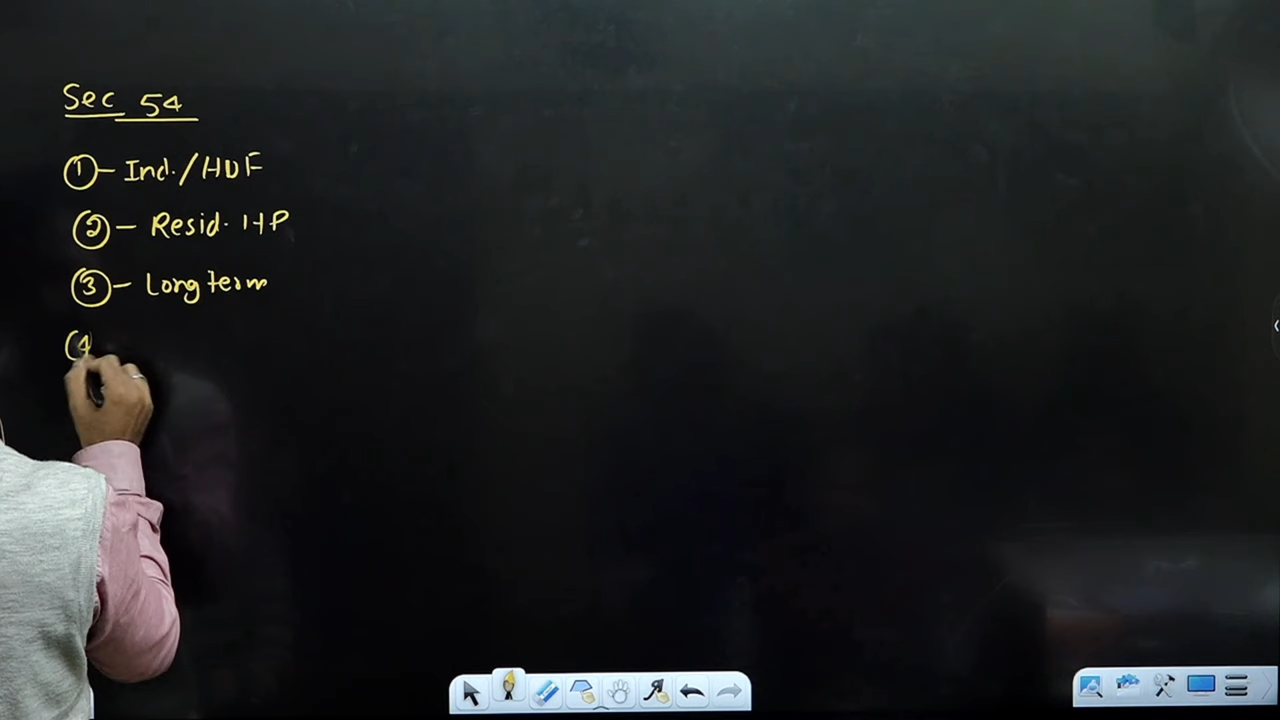 Sec 54
① - Ind. / HUF
② - Resid. HP
③ - Long term
(4